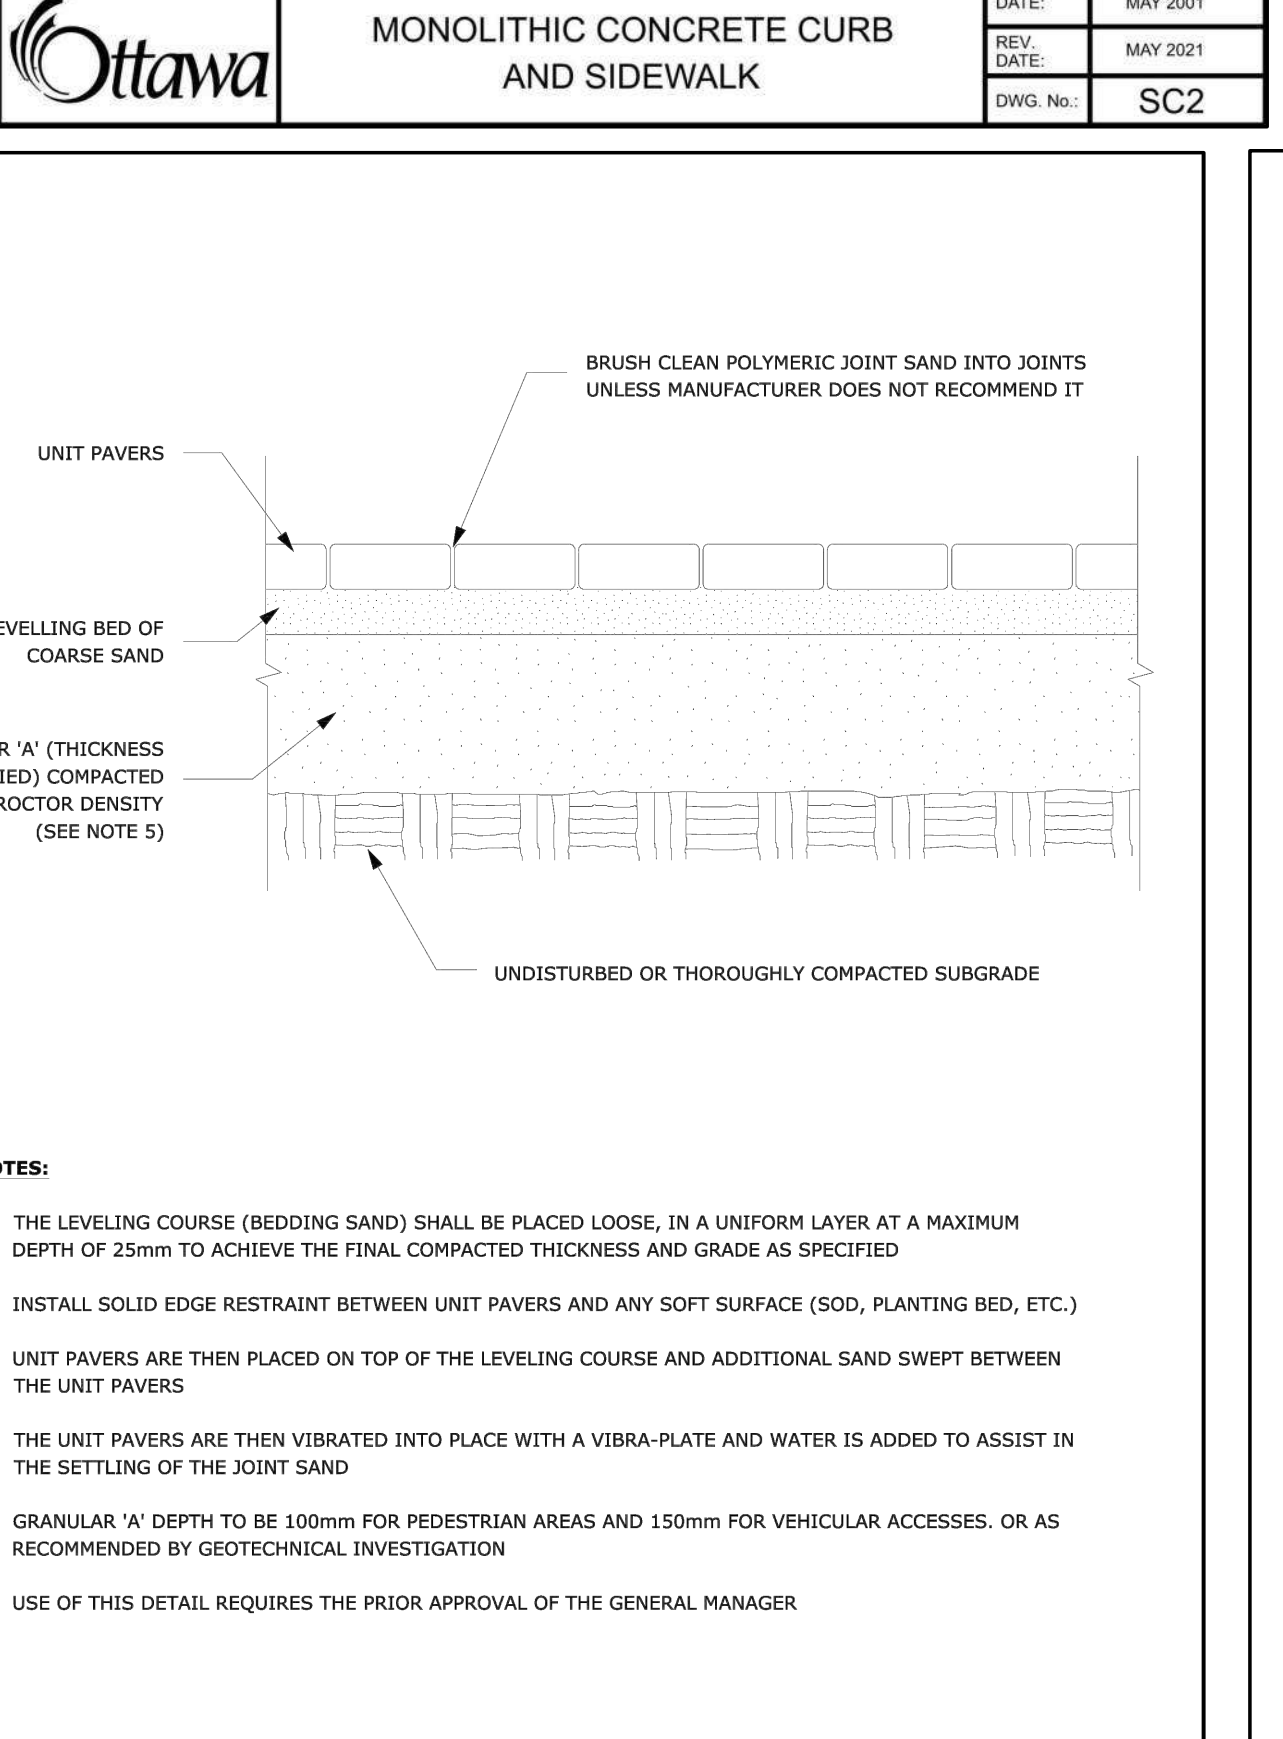 Ottawa
MONOLITHIC CONCRETE CURB
AND SIDEWALK
DATE:
MAY 2001
REV.
DATE:
MAY 2021
DWG. No.:
SC2
BRUSH CLEAN POLYMERIC JOINT SAND INTO JOINTS
UNLESS MANUFACTURER DOES NOT RECOMMEND IT
UNIT PAVERS
EVELLING BED OF
COARSE SAND
R 'A' (THICKNESS
IED) COMPACTED
ROCTOR DENSITY
(SEE NOTE 5)
UNDISTURBED OR THOROUGHLY COMPACTED SUBGRADE
OTES:
THE LEVELING COURSE (BEDDING SAND) SHALL BE PLACED LOOSE, IN A UNIFORM LAYER AT A MAXIMUM
DEPTH OF 25mm TO ACHIEVE THE FINAL COMPACTED THICKNESS AND GRADE AS SPECIFIED
INSTALL SOLID EDGE RESTRAINT BETWEEN UNIT PAVERS AND ANY SOFT SURFACE (SOD, PLANTING BED, ETC.)
UNIT PAVERS ARE THEN PLACED ON TOP OF THE LEVELING COURSE AND ADDITIONAL SAND SWEPT BETWEEN
THE UNIT PAVERS
THE UNIT PAVERS ARE THEN VIBRATED INTO PLACE WITH A VIBRA-PLATE AND WATER IS ADDED TO ASSIST IN
THE SETTLING OF THE JOINT SAND
GRANULAR 'A' DEPTH TO BE 100mm FOR PEDESTRIAN AREAS AND 150mm FOR VEHICULAR ACCESSES. OR AS
RECOMMENDED BY GEOTECHNICAL INVESTIGATION
USE OF THIS DETAIL REQUIRES THE PRIOR APPROVAL OF THE GENERAL MANAGER